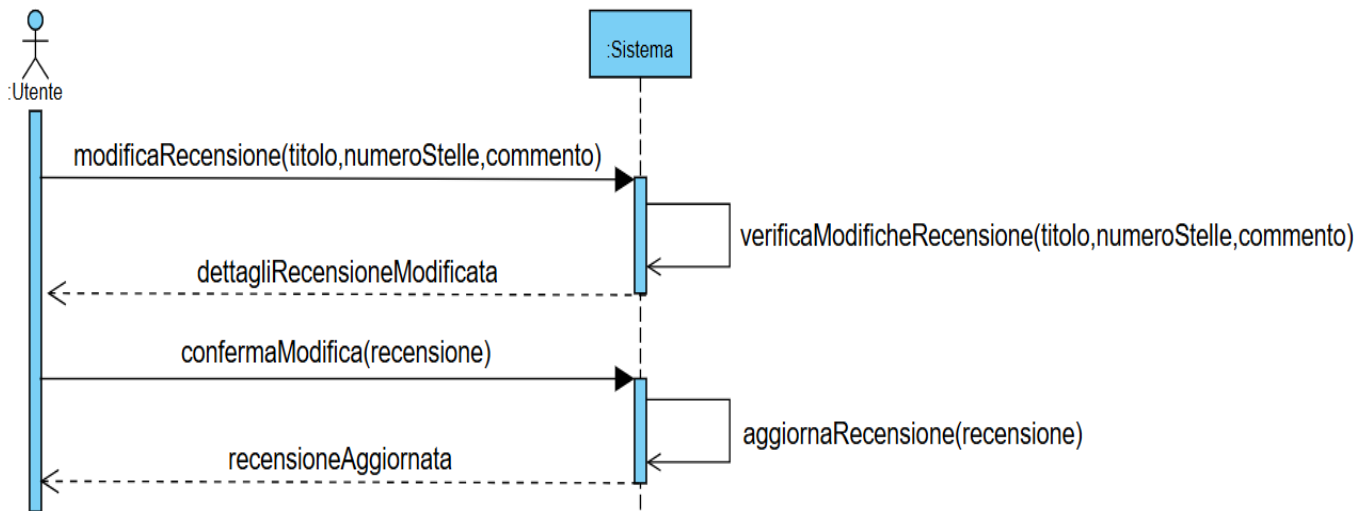 :Utente
:Sistema
modificaRecensione(titolo,numeroStelle,commento)
verificaModificheRecensione(titolo,numeroStelle,commento)
dettagliRecensioneModificata
confermaModifica(recensione)
aggiornaRecensione(recensione)
recensioneAggiornata